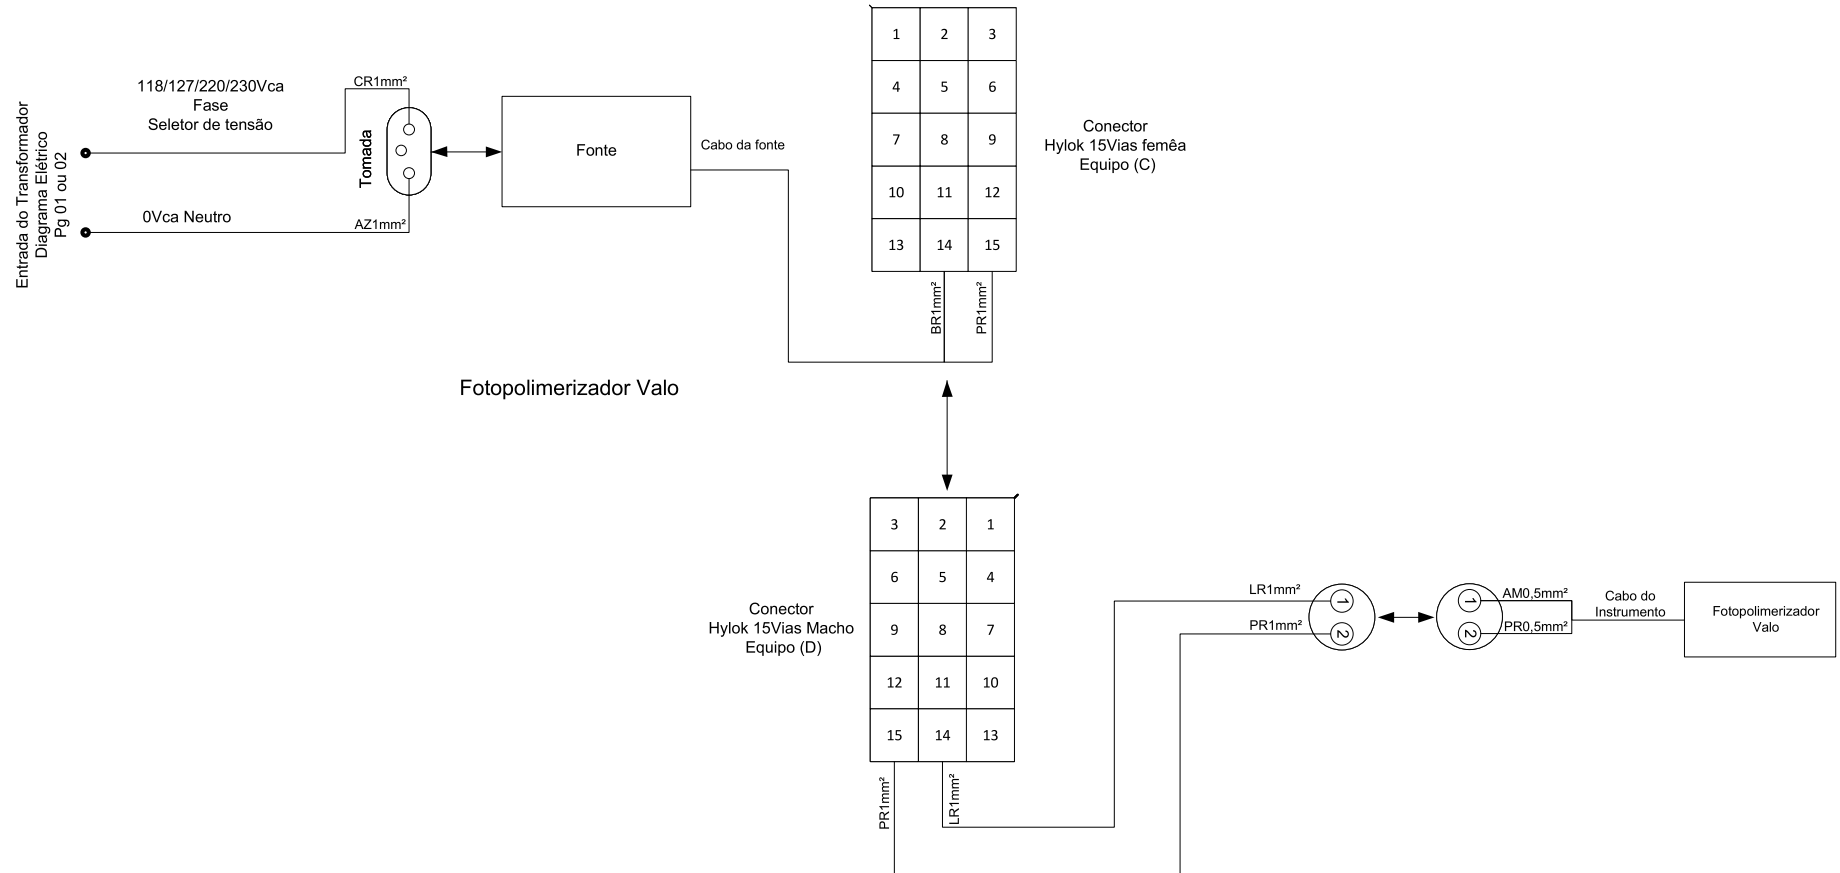 Entrada do Transformador
Diagrama Elétrico
Pg 01 ou 02
118/127/220/230Vca
Fase
Seletor de tensão
0Vca Neutro
CR1mm²
Tomada
AZ1mm²
Fonte
Cabo da fonte
1 2 3
4 5 6
7 8 9
10 11 12
13 14 15
Conector
Hylok 15Vias femêa
Equipo (C)
BR1mm²
PR1mm²
Fotopolimerizador Valo
3 2 1
6 5 4
9 8 7
12 11 10
15 14 13
Conector
Hylok 15Vias Macho
Equipo (D)
PR1mm²
LR1mm²
LR1mm²
PR1mm²
1
2
1
2
AM0,5mm²
PR0,5mm²
Cabo do
Instrumento
Fotopolimerizador
Valo